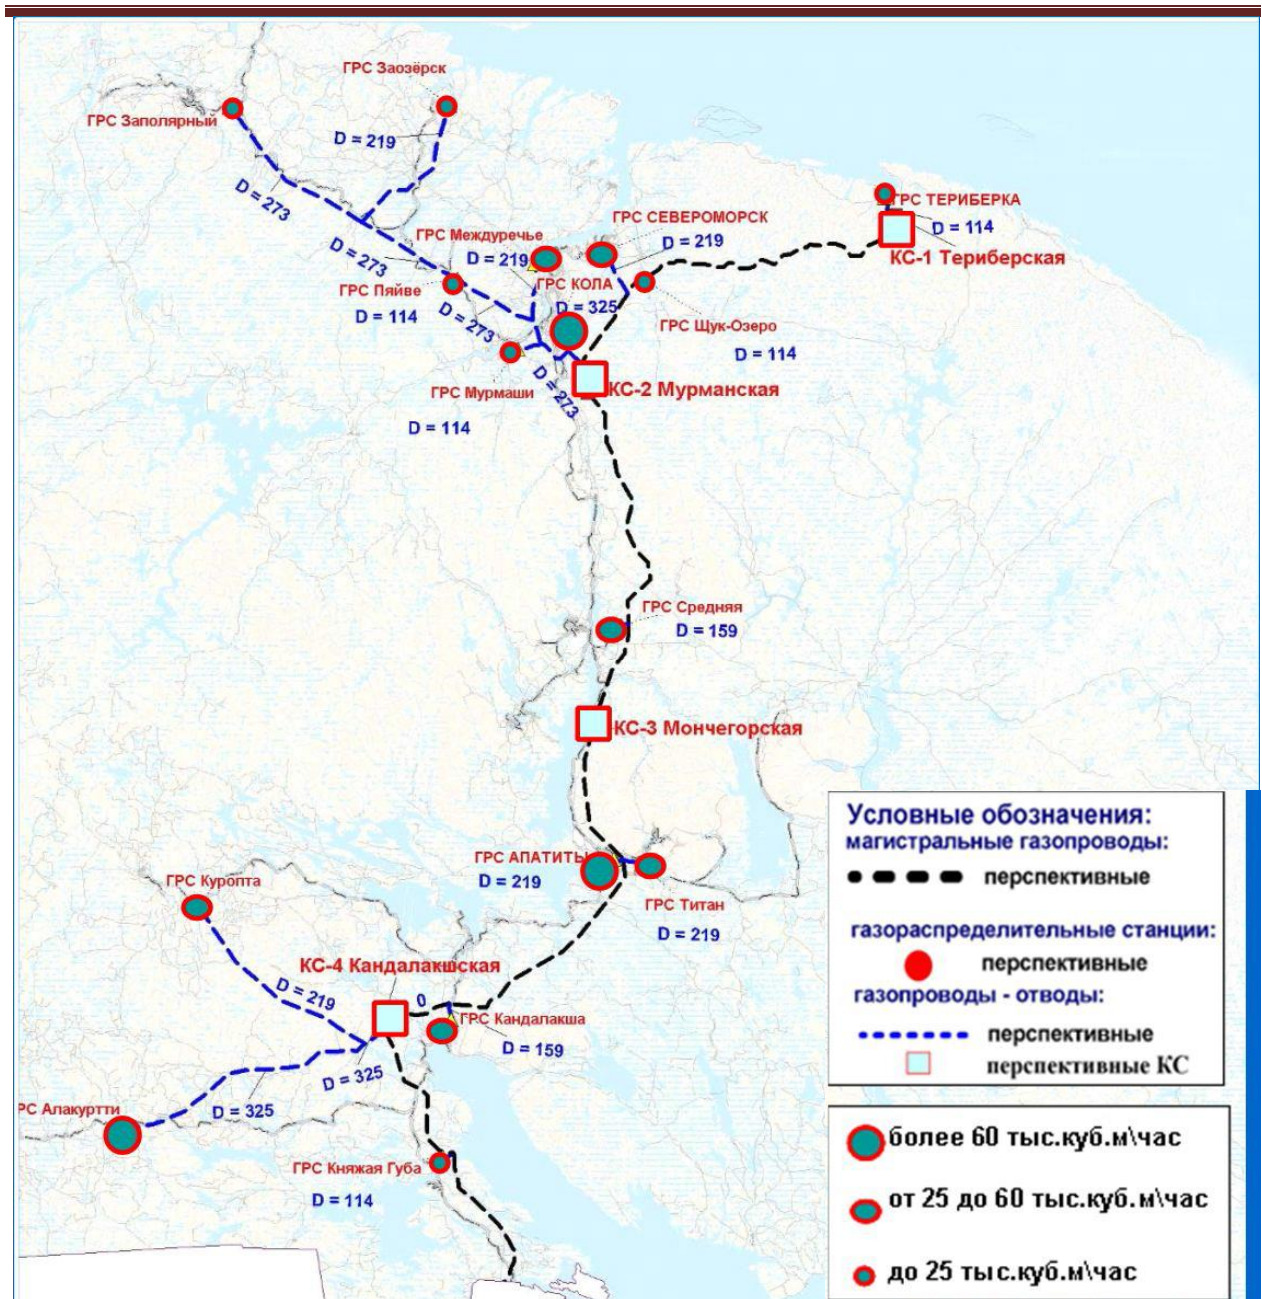 ГРС Заозёрск
ГРС Заполярный
D = 219
D = 273
ГРС ТЕРИБЕРКА
D = 114
КС-1 Териберская
ГРС СЕВЕРОМОРСК
D = 219
ГРС Междуречье
D = 219
D = 273
ГРС Пяйве
D = 114
ГРС КОЛА
D = 325
D = 273
ГРС Щук-Озеро
D = 114
ГРС Мурмаши
D = 114
D = 273
КС-2 Мурманская
ГРС Средняя
D = 159
КС-3 Мончегорская
ГРС АПАТИТЫ
D = 219
ГРС Титан
D = 219
ГРС Куропта
КС-4 Кандалакшская
D = 219
0
ГРС Кандалакша
D = 159
D = 325
D = 325
РС Алакуртти
ГРС Княжая Губа
D = 114
Условные обозначения:
магистральные газопроводы:
перспективные
газораспределительные станции:
перспективные
газопроводы - отводы:
перспективные
перспективные КС
более 60 тыс.куб.м\час
от 25 до 60 тыс.куб.м\час
до 25 тыс.куб.м\час